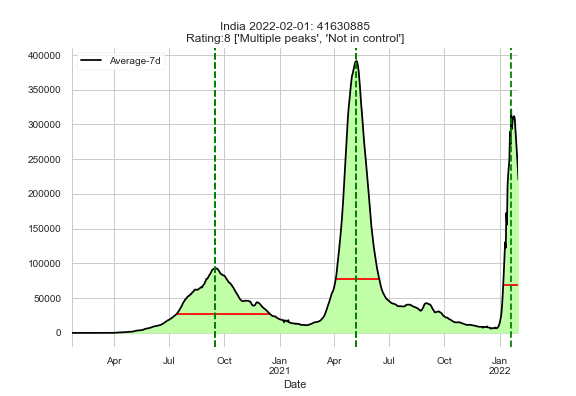 India 2022-02-01: 41630885
Rating:8 ['Multiple peaks', 'Not in control']
Average-7d
400000
350000
300000
250000
200000
150000
100000
50000
0
Apr Jul Oct Jan Apr Jul Oct Jan
2021 2022
Date